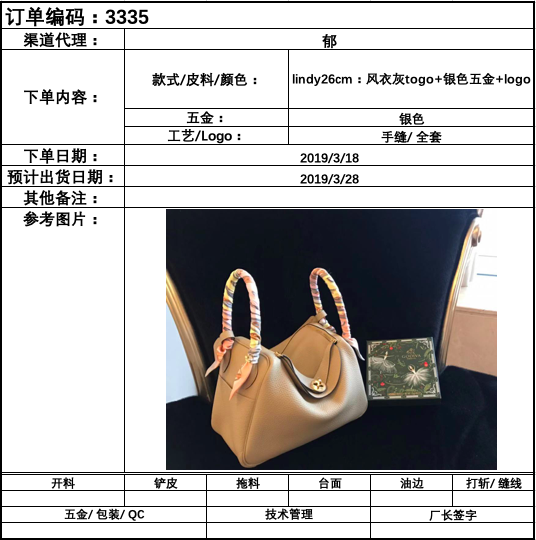 订单编码：3335
渠道代理：
郁
下单内容：
款式/皮料/颜色：
lindy26cm：风衣灰togo+银色五金+logo
五金：
银色
工艺/Logo：
手缝/ 全套
下单日期：
2019/3/18
预计出货日期：
2019/3/28
其他备注：
参考图片：
开料
铲皮
拖料
台面
油边
打斩/ 缝线
五金/ 包装/ QC
技术管理
厂长签字